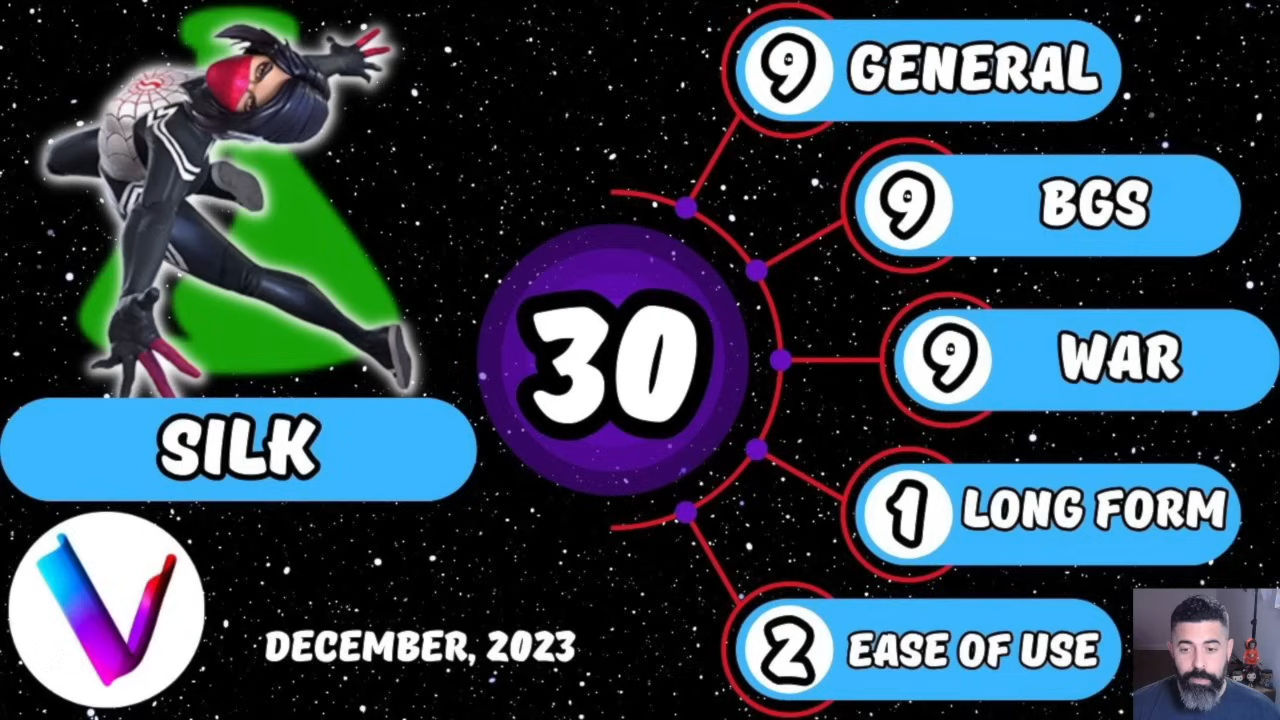 9 GENERAL
9 BGS
30
9 WAR
SILK
1 LONG FORM
V
DECEMBER, 2023
2 EASE OF USE